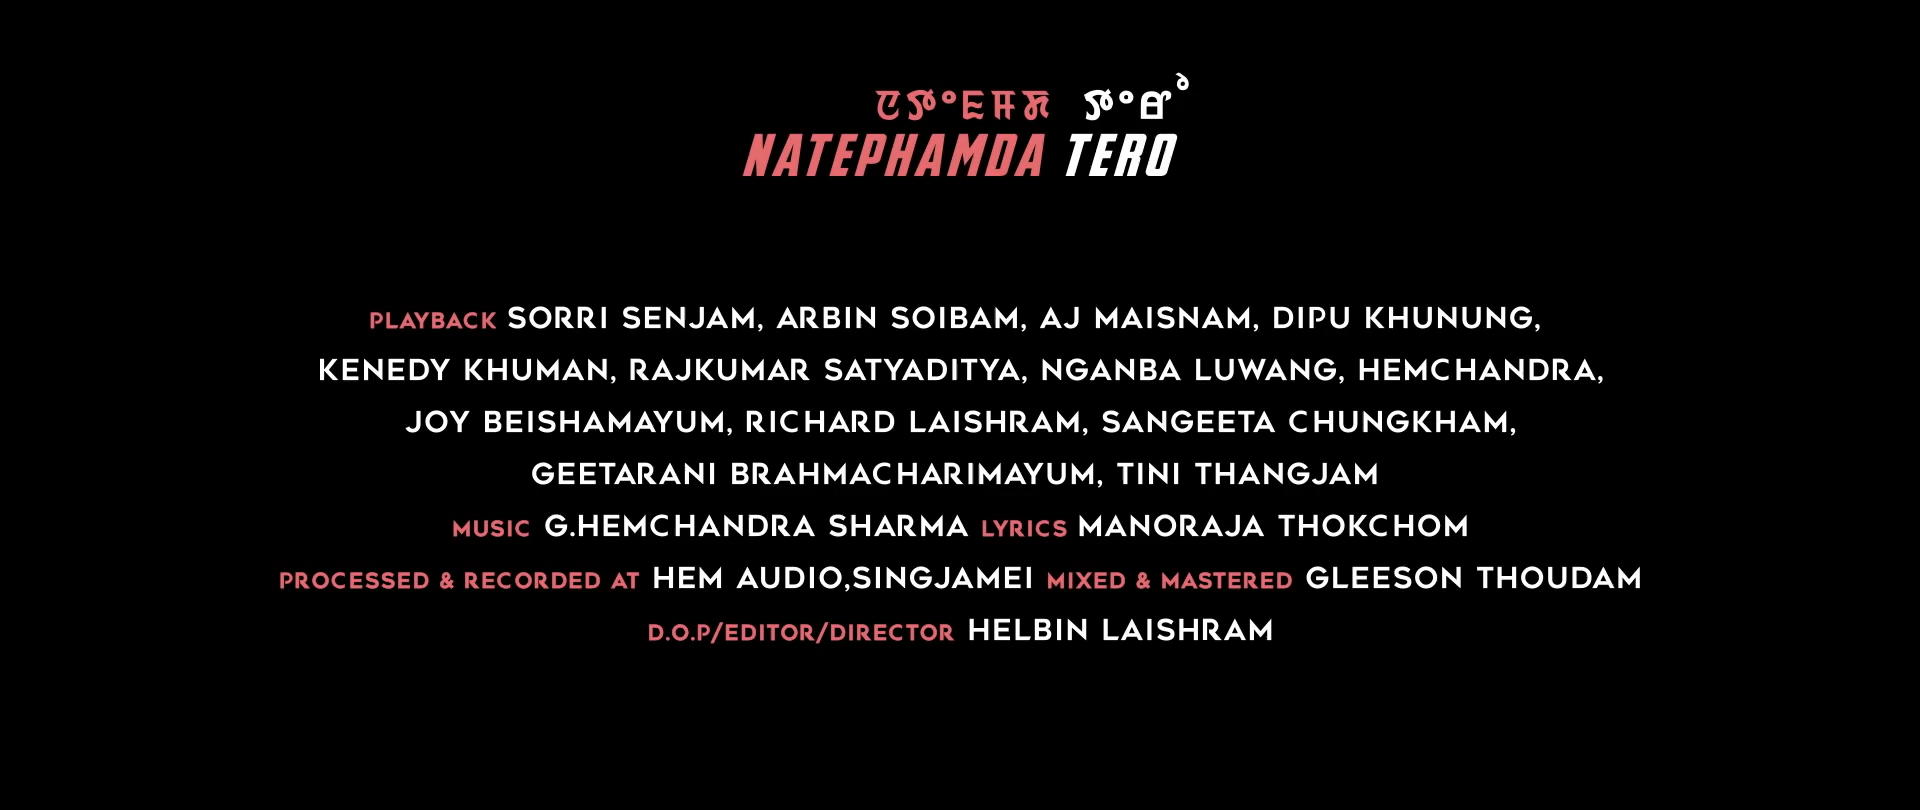 ꯅꯇꯦꯐꯃꯗ ꯇꯦꯔꯣ
NATEPHAMDA TERO
PLAYBACK SORRI SENJAM, ARBIN SOIBAM, AJ MAISNAM, DIPU KHUNUNG,
KENEDY KHUMAN, RAJKUMAR SATYADITYA, NGANBA LUWANG, HEMCHANDRA,
JOY BEISHAMAYUM, RICHARD LAISHRAM, SANGEETA CHUNGKHAM,
GEETARANI BRAHMACHARIMAYUM, TINI THANGJAM
MUSIC G.HEMCHANDRA SHARMA LYRICS MANORAJA THOKCHOM
PROCESSED & RECORDED AT HEM AUDIO,SINGJAMEI MIXED & MASTERED GLEESON THOUDAM
D.O.P/EDITOR/DIRECTOR HELBIN LAISHRAM